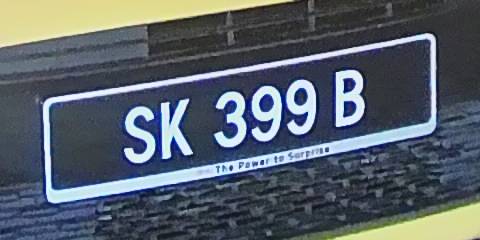 SK 399 B
The Power to Surprise